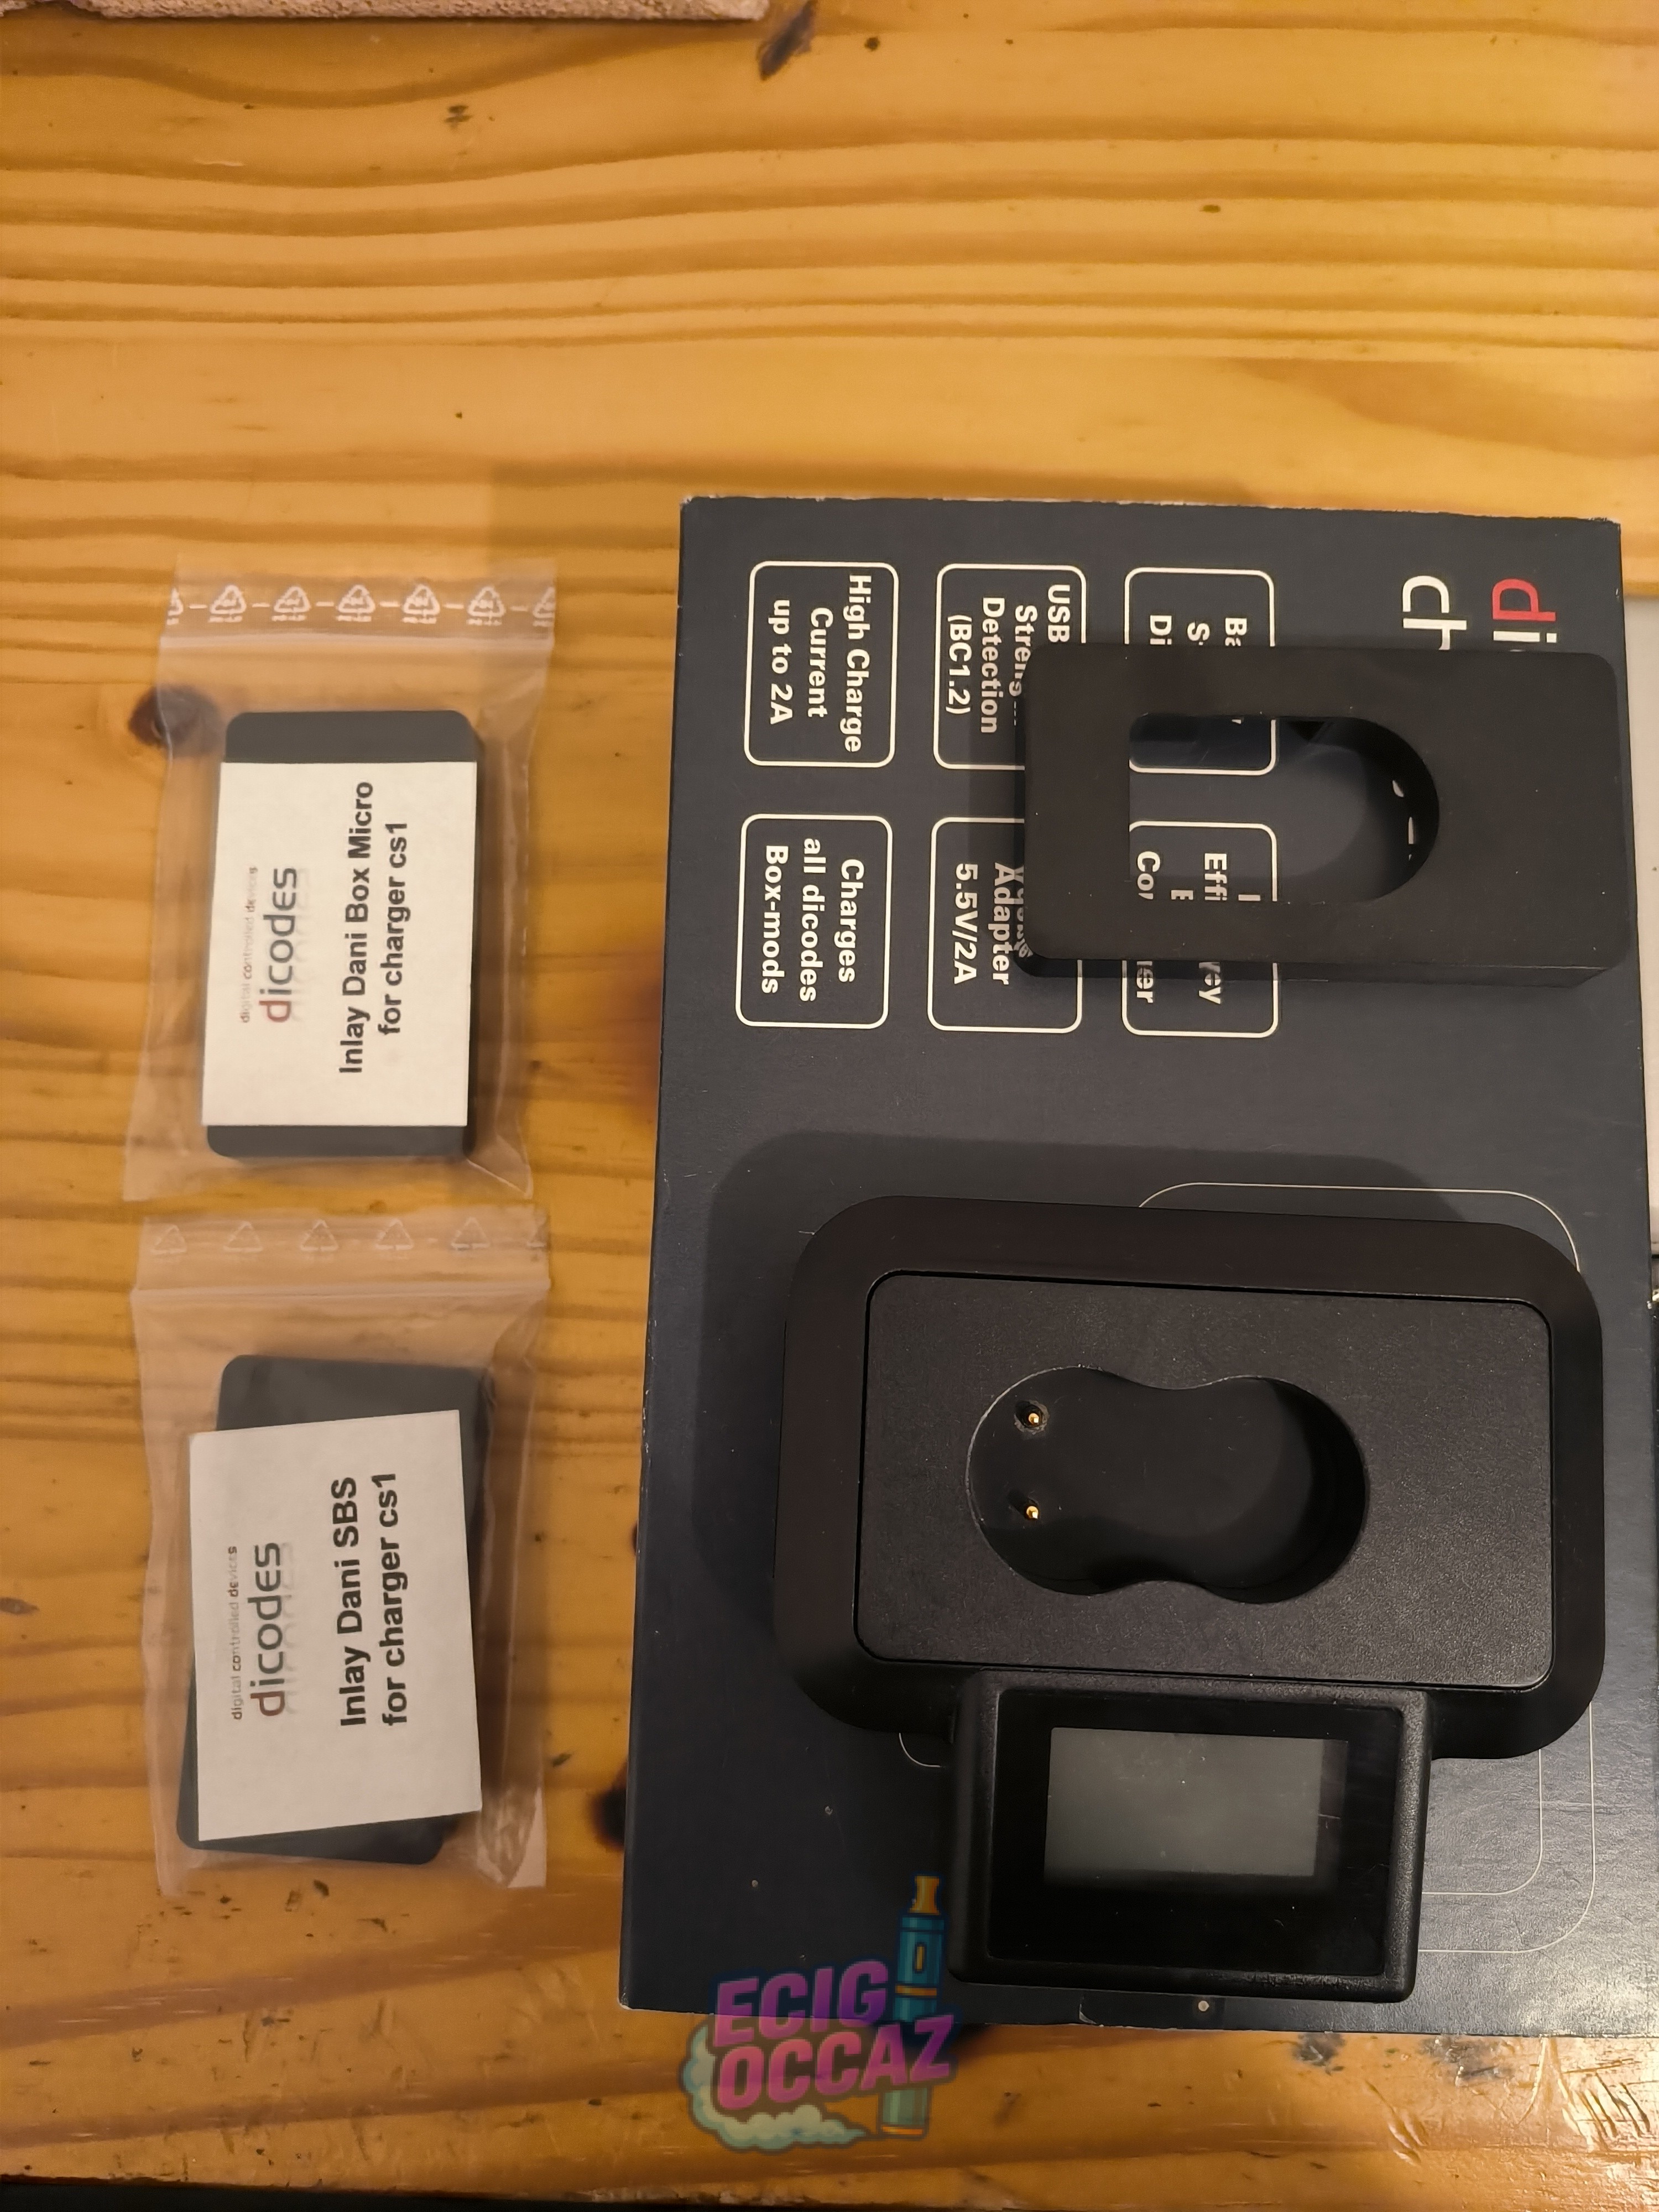 digital controlled devices
dicodes
Inlay Dani Box Micro
for charger cs1
digital controlled devices
dicodes
Inlay Dani SBS
for charger cs1
High Charge
Current
up to 2A
USB
Detection
(BC1.2)
Charges
all dicodes
Box-mods
Adapter
5.5V/2A
ECIG
OCCAZ